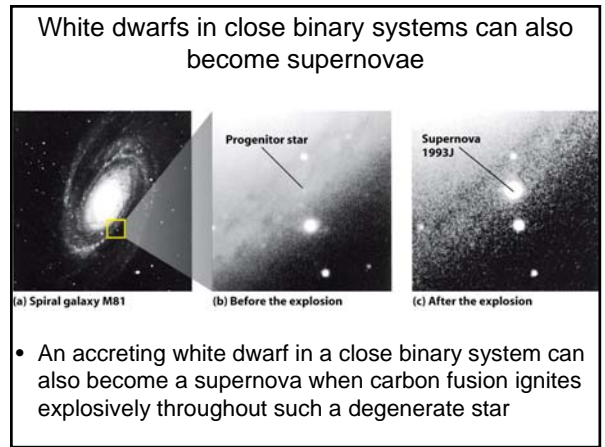 White dwarfs in close binary systems can also
become supernovae
Progenitor star
Supernova
1993J
(a) Spiral galaxy M81
(b) Before the explosion
(c) After the explosion
• An accreting white dwarf in a close binary system can
also become a supernova when carbon fusion ignites
explosively throughout such a degenerate star